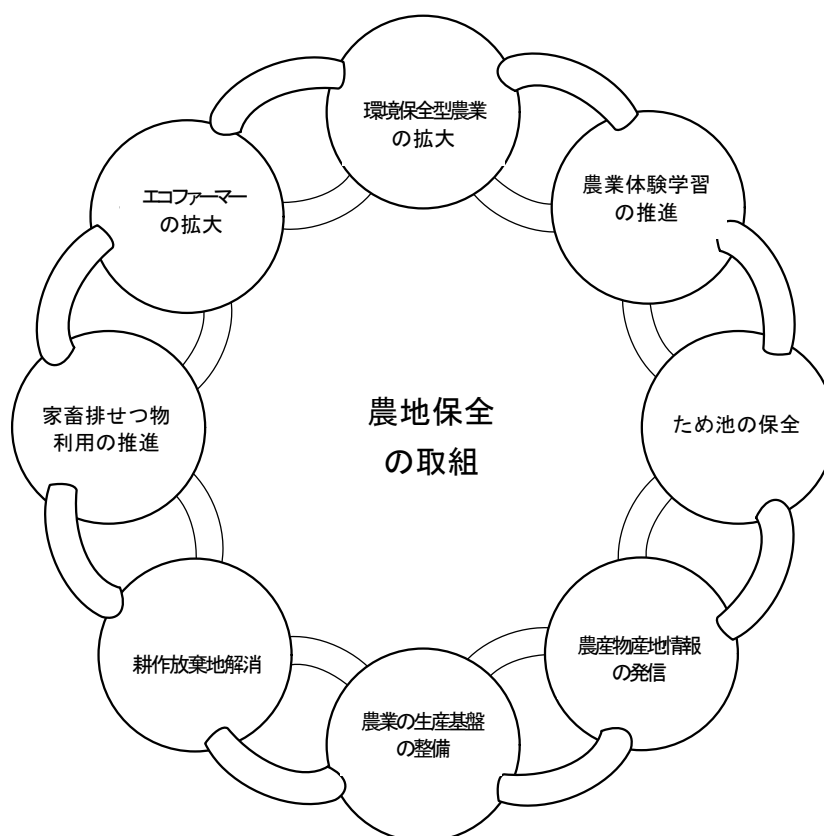 環境保全型農業
の拡大
農業体験学習
の推進
ため池の保全
農産物産地情報
の発信
農業の生産基盤
の整備
耕作放棄地解消
家畜排せつ物
利用の推進
エコファーマー
の拡大
農地保全
の取組